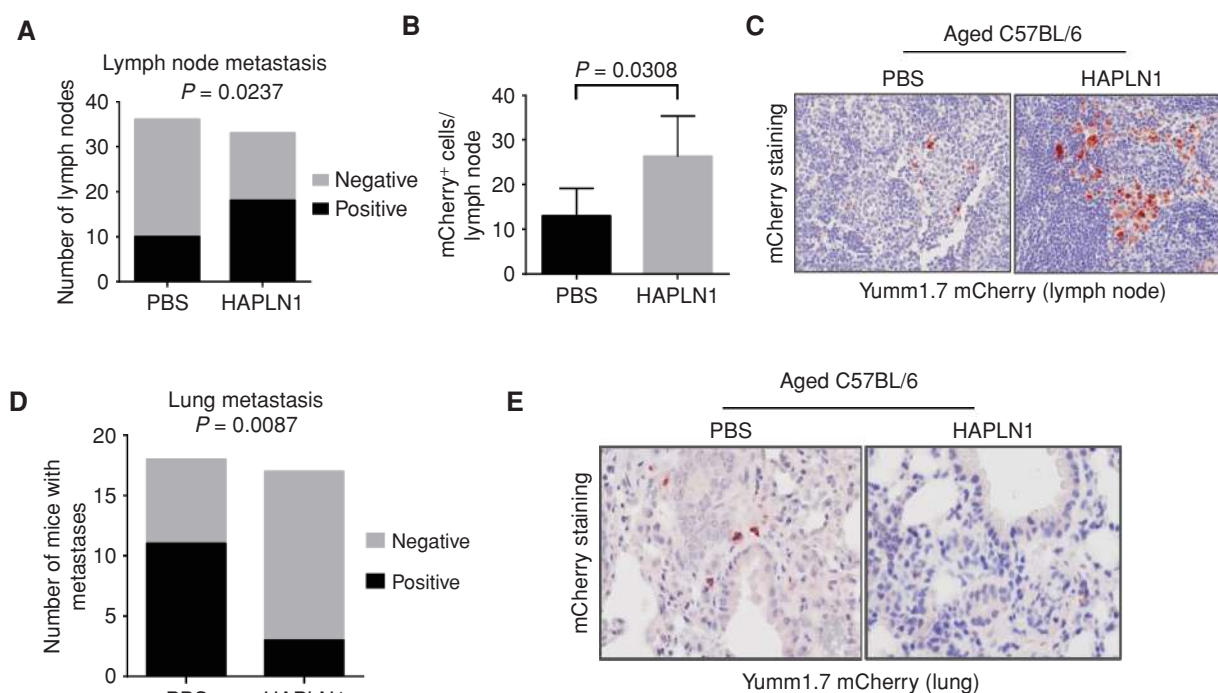 A
Lymph node metastasis
P = 0.0237
Number of lymph nodes
40
30
20
10
0
PBS HAPLN1
Negative
Positive
B
P = 0.0308
mCherry+ cells/
lymph node
40
30
20
10
0
PBS HAPLN1
C
Aged C57BL/6
PBS HAPLN1
mCherry staining
Yumm1.7 mCherry (lymph node)
D
Lung metastasis
P = 0.0087
Number of mice with
metastases
20
15
10
5
0
PBS HAPLN1
Negative
Positive
E
Aged C57BL/6
PBS HAPLN1
mCherry staining
Yumm1.7 mCherry (lung)